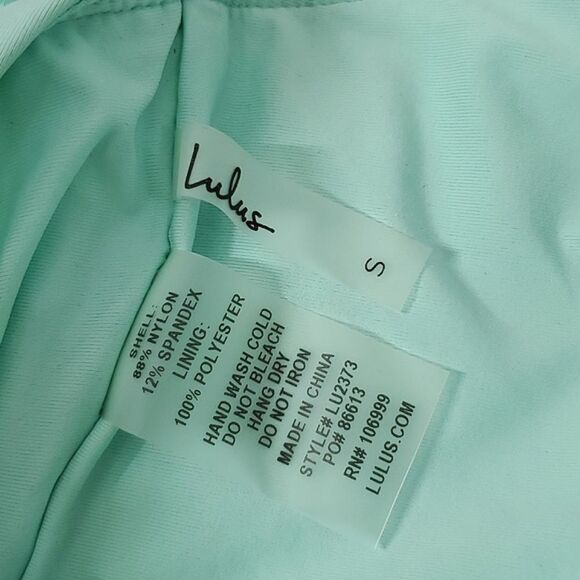 Lulus
S
SHELL:
88% NYLON
12% SPANDEX
LINING:
100% POLYESTER
HAND WASH COLD
DO NOT BLEACH
HANG DRY
DO NOT IRON
MADE IN CHINA
STYLE# LU2373
PO# 86613
RN# 106999
LULUS.COM